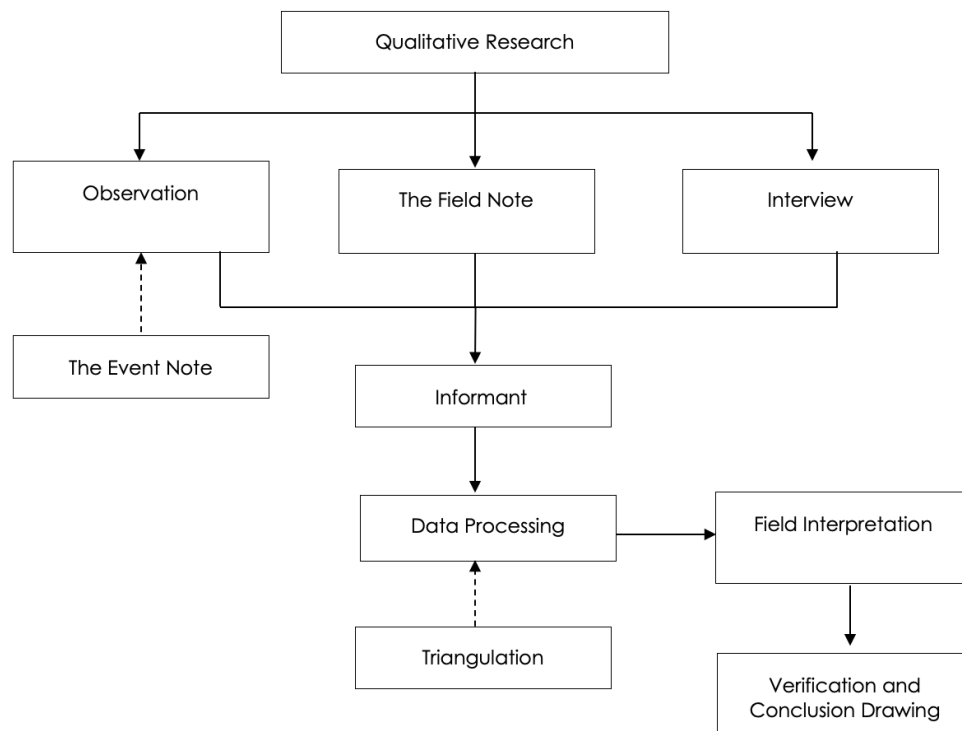 Qualitative Research
Observation
The Field Note
Interview
The Event Note
Informant
Data Processing
Field Interpretation
Triangulation
Verification and
Conclusion Drawing